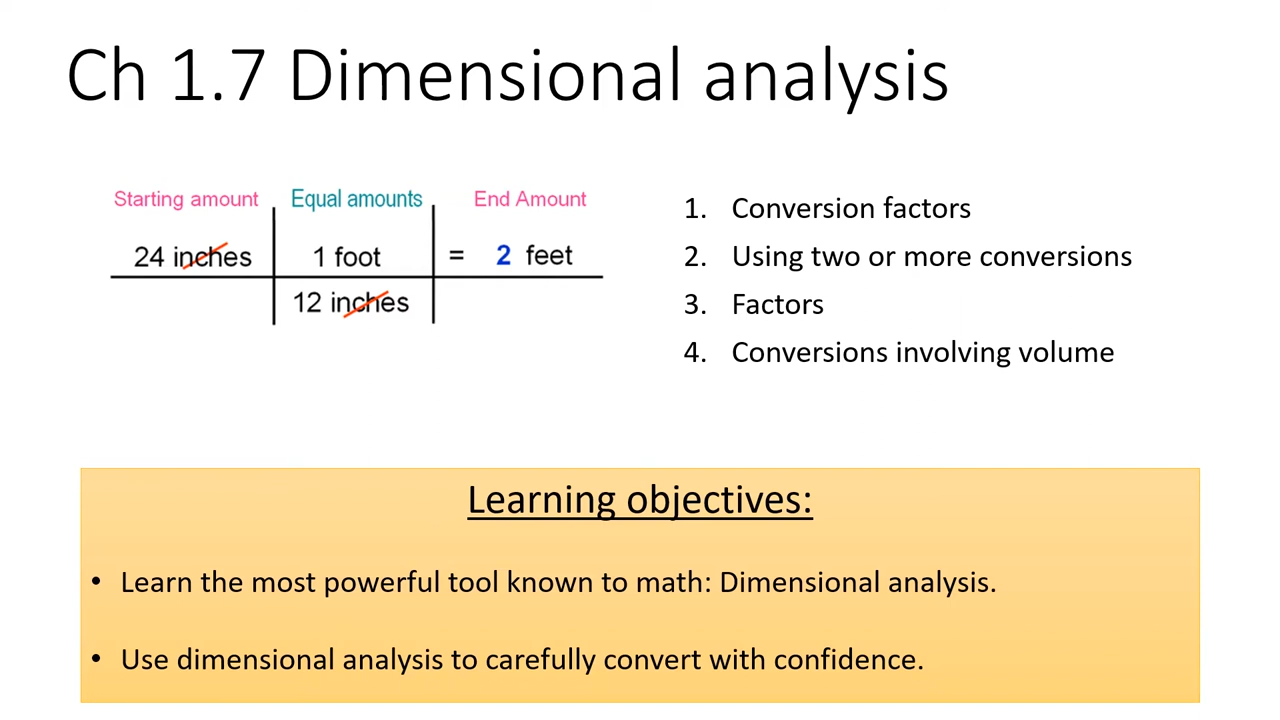 Ch 1.7 Dimensional analysis
Starting amount Equal amounts End Amount
24 inches 1 foot = 2 feet
12 inches
1. Conversion factors
2. Using two or more conversions
3. Factors
4. Conversions involving volume
Learning objectives:
• Learn the most powerful tool known to math: Dimensional analysis.
• Use dimensional analysis to carefully convert with confidence.